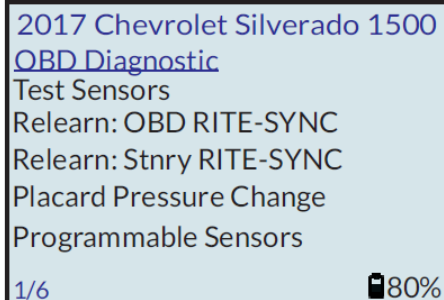 2017 Chevrolet Silverado 1500
OBD Diagnostic
Test Sensors
Relearn: OBD RITE-SYNC
Relearn: Stnry RITE-SYNC
Placard Pressure Change
Programmable Sensors
1/6 80%